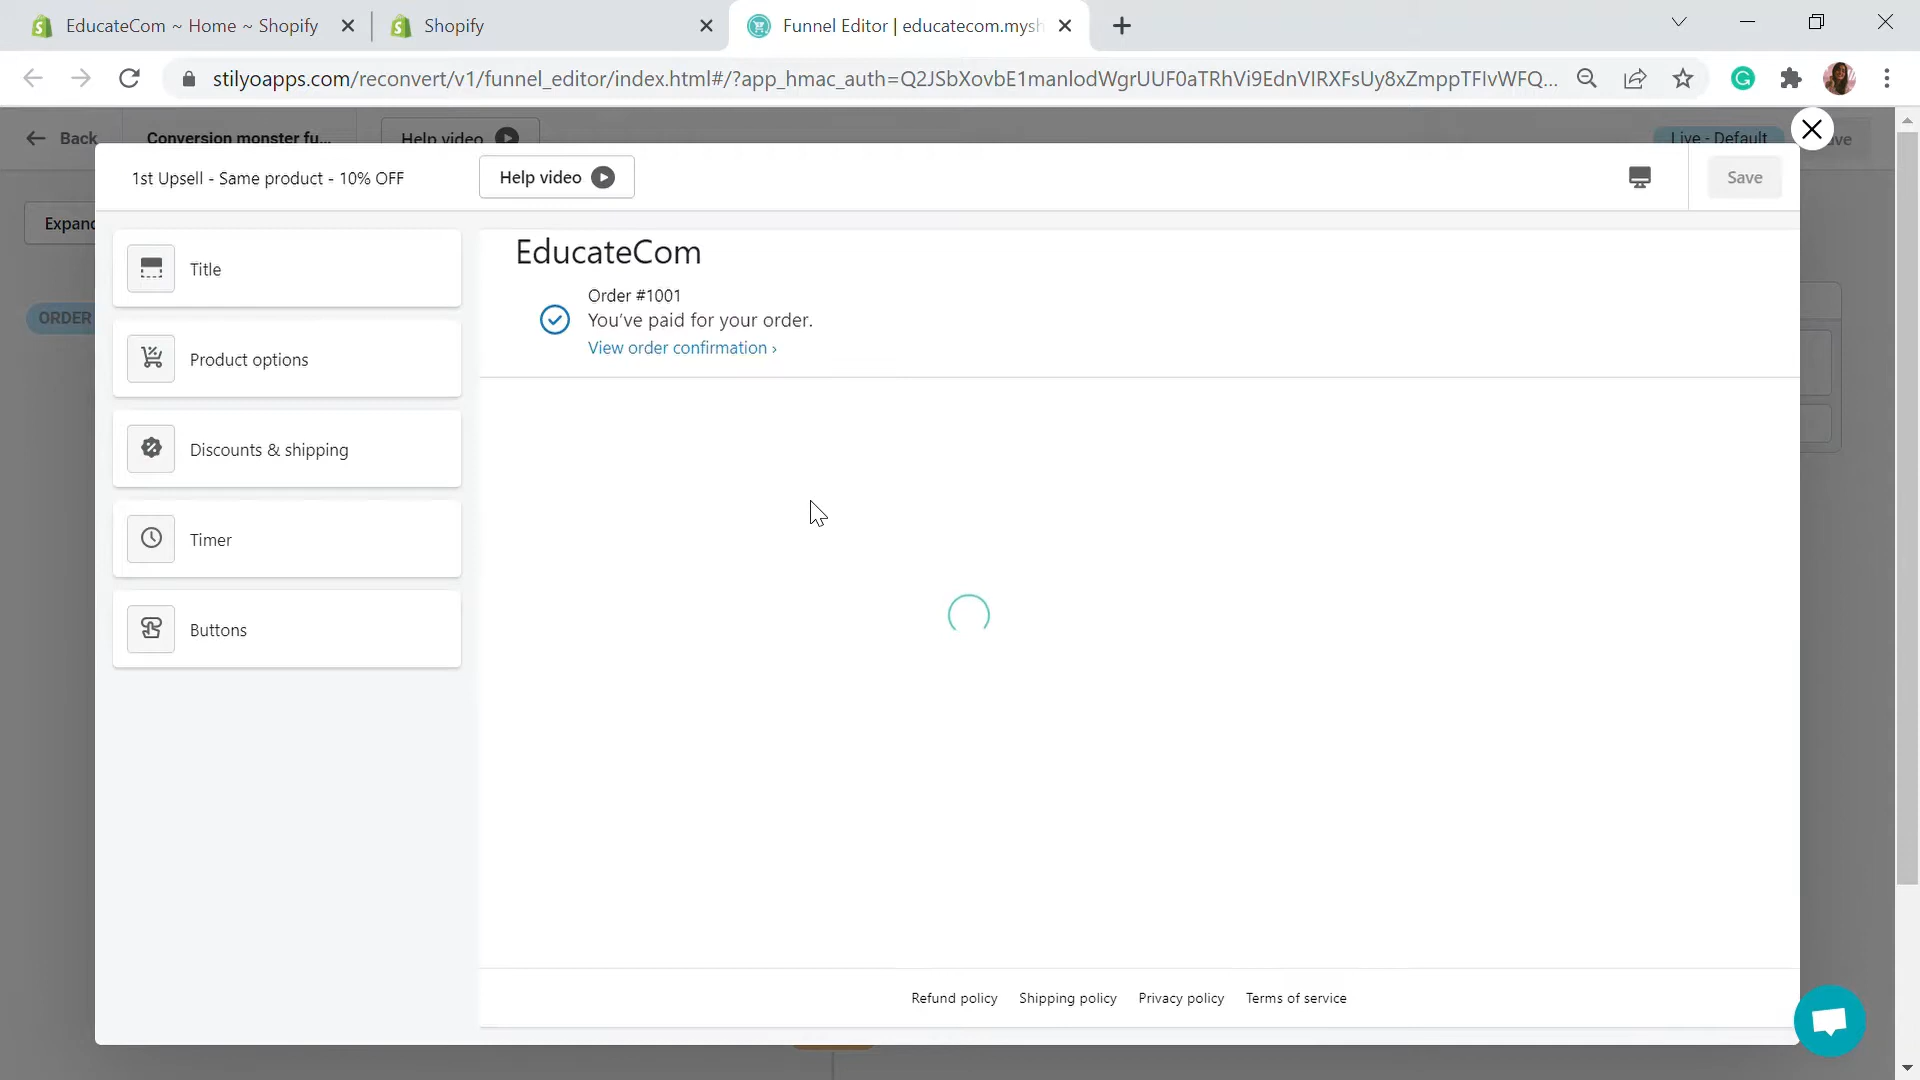 EducateCom ~ Home ~ Shopify
Shopify
Funnel Editor | educatecom.mysh
stilyoapps.com/reconvert/v1/funnel_editor/index.html#/?app_hmac_auth=Q2JSbXovbE1manlodWgrUUF0aTRhVi9EdnVIRXFsUy8xZmppTFIvWFQ...
Back
Conversion monster fu...
Help video
Live - Default
1st Upsell - Same product - 10% OFF
Help video
Save
Expand
ORDER
Title
Product options
Discounts & shipping
Timer
Buttons
EducateCom
Order #1001
You've paid for your order.
View order confirmation ›
Refund policy
Shipping policy
Privacy policy
Terms of service